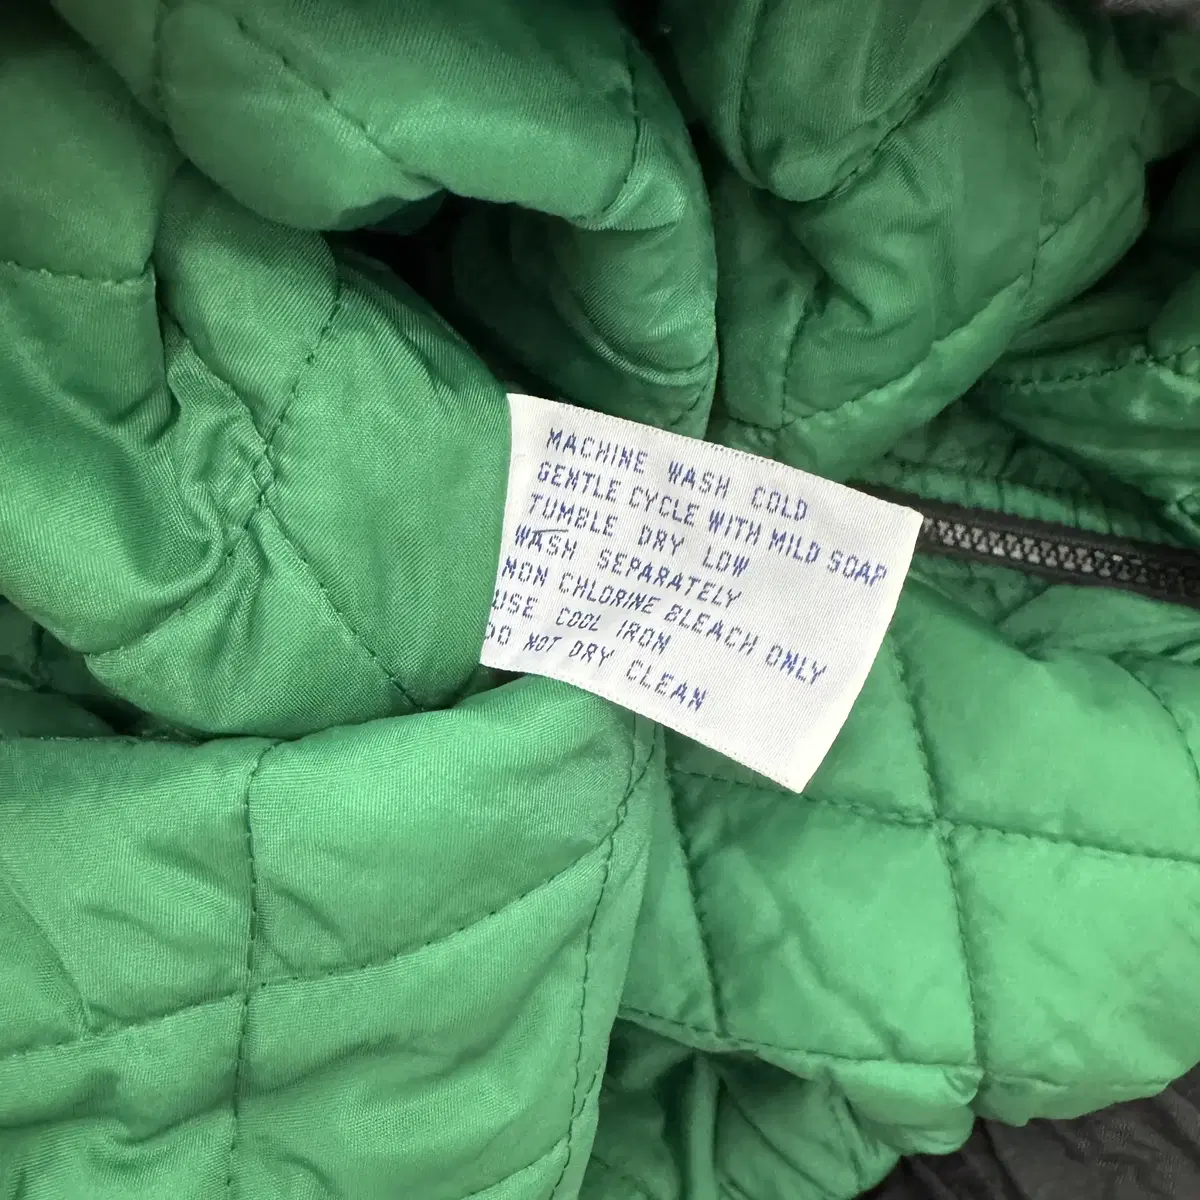 MACHINE WASH COLD
GENTLE CYCLE WITH MILD SOAP
TUMBLE DRY LOW
WASH SEPARATELY
NON CHLORINE BLEACH ONLY
USE COOL IRON
DO NOT DRY CLEAN